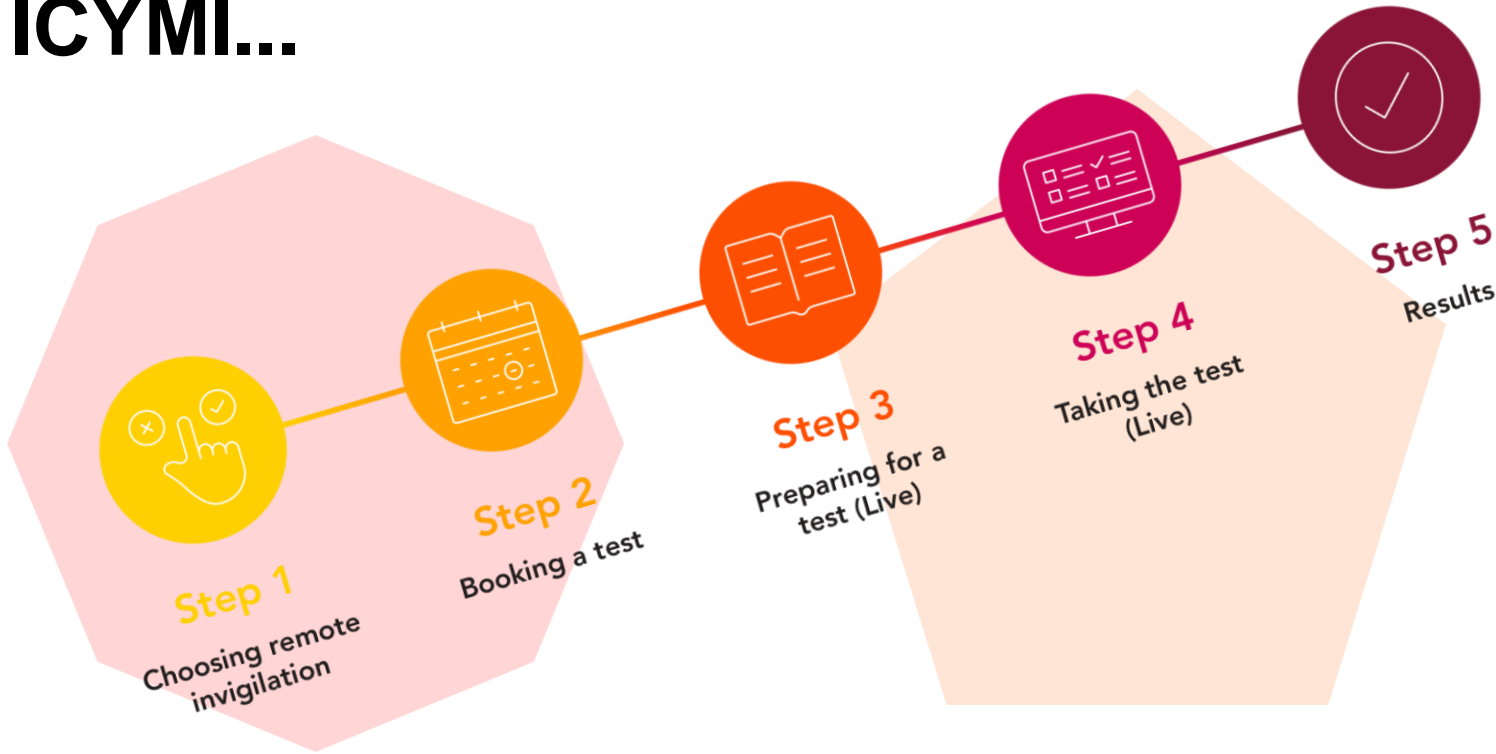 ICYMI...
Step 1
Choosing remote
invigilation
Step 2
Booking a test
Step 3
Preparing for a
test (Live)
Step 4
Taking the test
(Live)
Step 5
Results